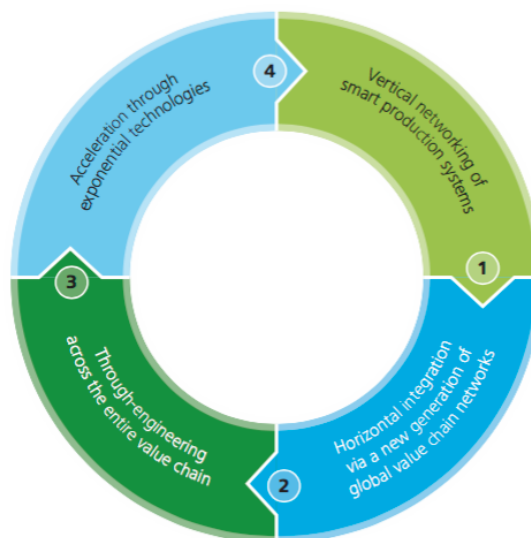 4
Acceleration through
exponential technologies
Vertical networking of
smart production systems
1
3
Through-engineering
across the entire value chain
Horizontal integration
via a new generation of
global value chain networks
2